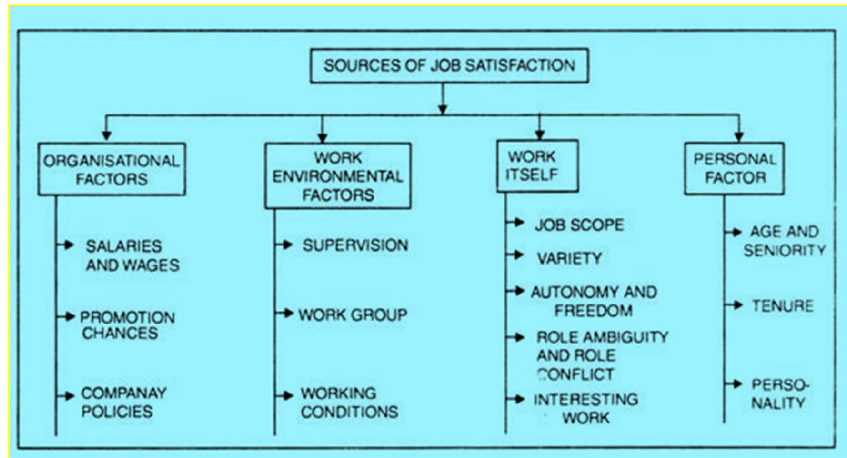 SOURCES OF JOB SATISFACTION
ORGANISATIONAL
FACTORS
SALARIES
AND WAGES
PROMOTION
CHANCES
COMPANAY
POLICIES
WORK
ENVIRONMENTAL
FACTORS
SUPERVISION
WORK GROUP
WORKING
CONDITIONS
WORK
ITSELF
JOB SCOPE
VARIETY
AUTONOMY AND
FREEDOM
ROLE AMBIGUITY
AND ROLE
CONFLICT
INTERESTING
WORK
PERSONAL
FACTOR
AGE AND
SENIORITY
TENURE
PERSO-
NALITY